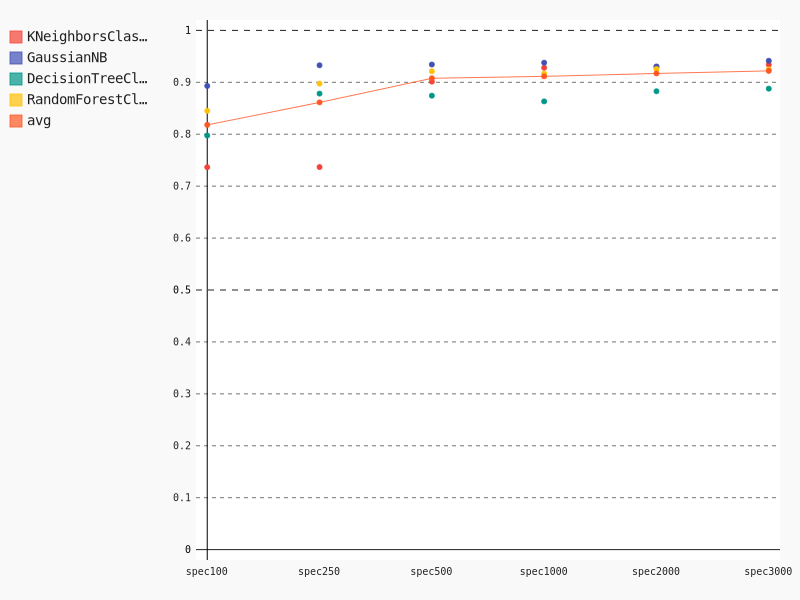 KNeighborsClas…
GaussianNB
DecisionTreeCl…
RandomForestCl…
avg
1
0.9
0.8
0.7
0.6
0.5
0.4
0.3
0.2
0.1
0
spec100 spec250 spec500 spec1000 spec2000 spec3000